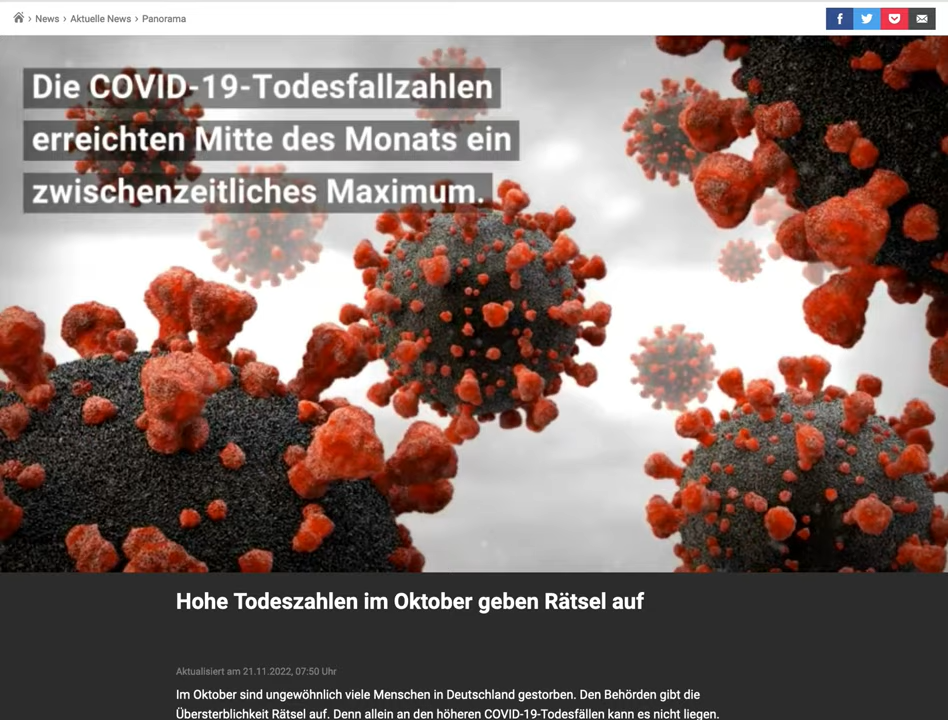 News › Aktuelle News › Panorama
Die COVID-19-Todesfallzahlen
erreichten Mitte des Monats ein
zwischenzeitliches Maximum.
Hohe Todeszahlen im Oktober geben Rätsel auf
Aktualisiert am 21.11.2022, 07:50 Uhr
Im Oktober sind ungewöhnlich viele Menschen in Deutschland gestorben. Den Behörden gibt die
Übersterblichkeit Rätsel auf. Denn allein an den höheren COVID-19-Todesfällen kann es nicht liegen.